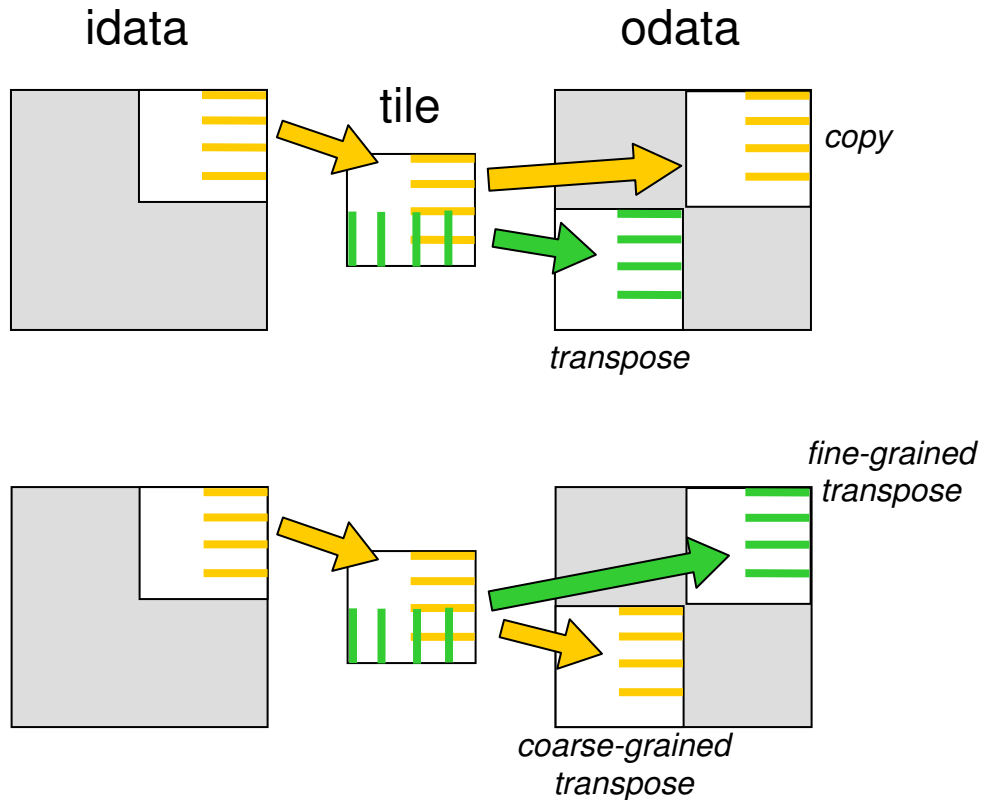 idata
odata
tile
copy
transpose
fine-grained
transpose
coarse-grained
transpose